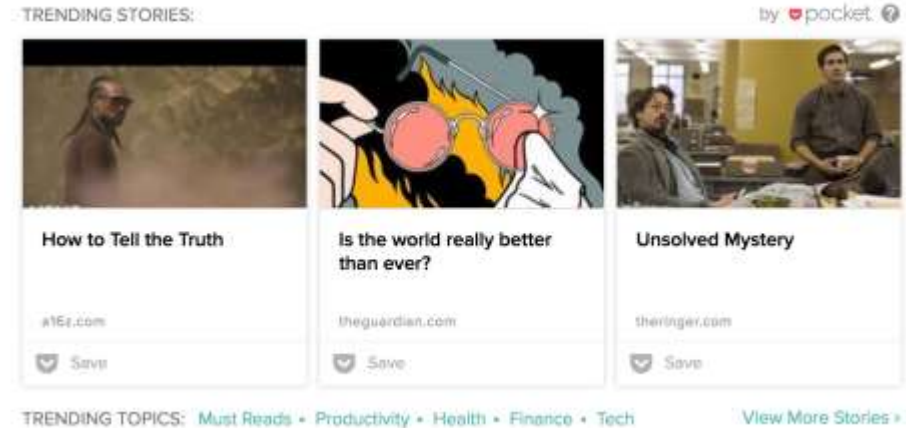 TRENDING STORIES:
by pocket ?
How to Tell the Truth
a16z.com
Save
Is the world really better
than ever?
theguardian.com
Save
Unsolved Mystery
theringer.com
Save
TRENDING TOPICS: Must Reads • Productivity • Health • Finance • Tech
View More Stories ›